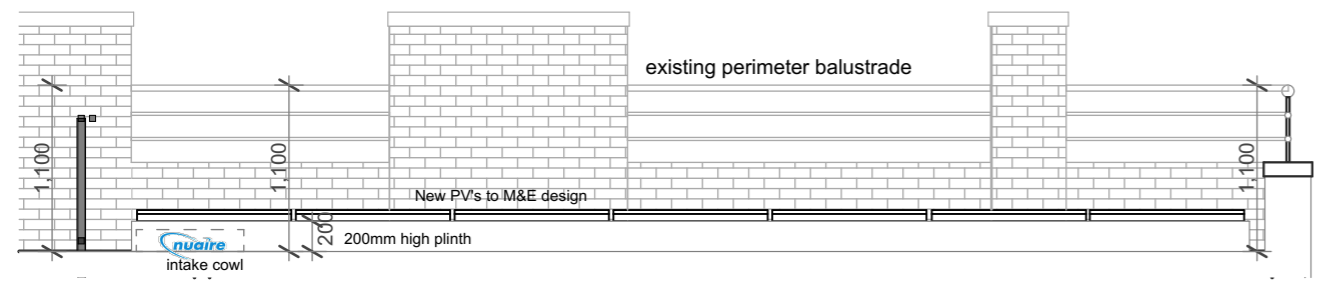 existing perimeter balustrade
1,100
1,100
1,100
New PV's to M&E design
200
200mm high plinth
nuaire
intake cowl